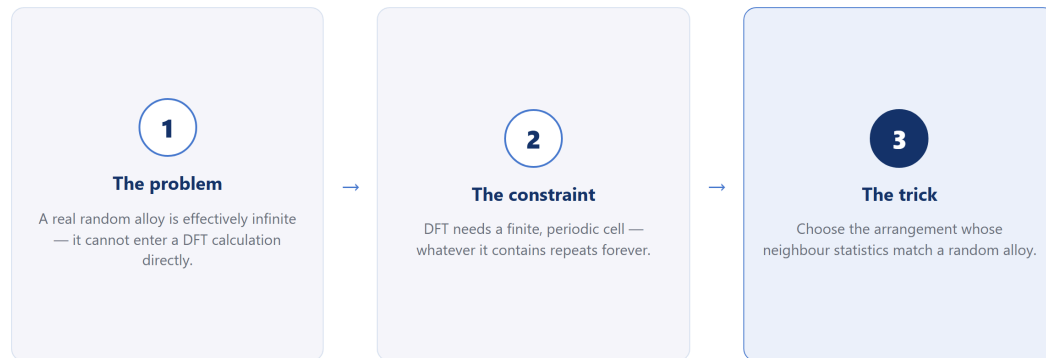 1
The problem
A real random alloy is effectively infinite
— it cannot enter a DFT calculation
directly.
→
2
The constraint
DFT needs a finite, periodic cell —
whatever it contains repeats forever.
→
3
The trick
Choose the arrangement whose
neighbour statistics match a random alloy.